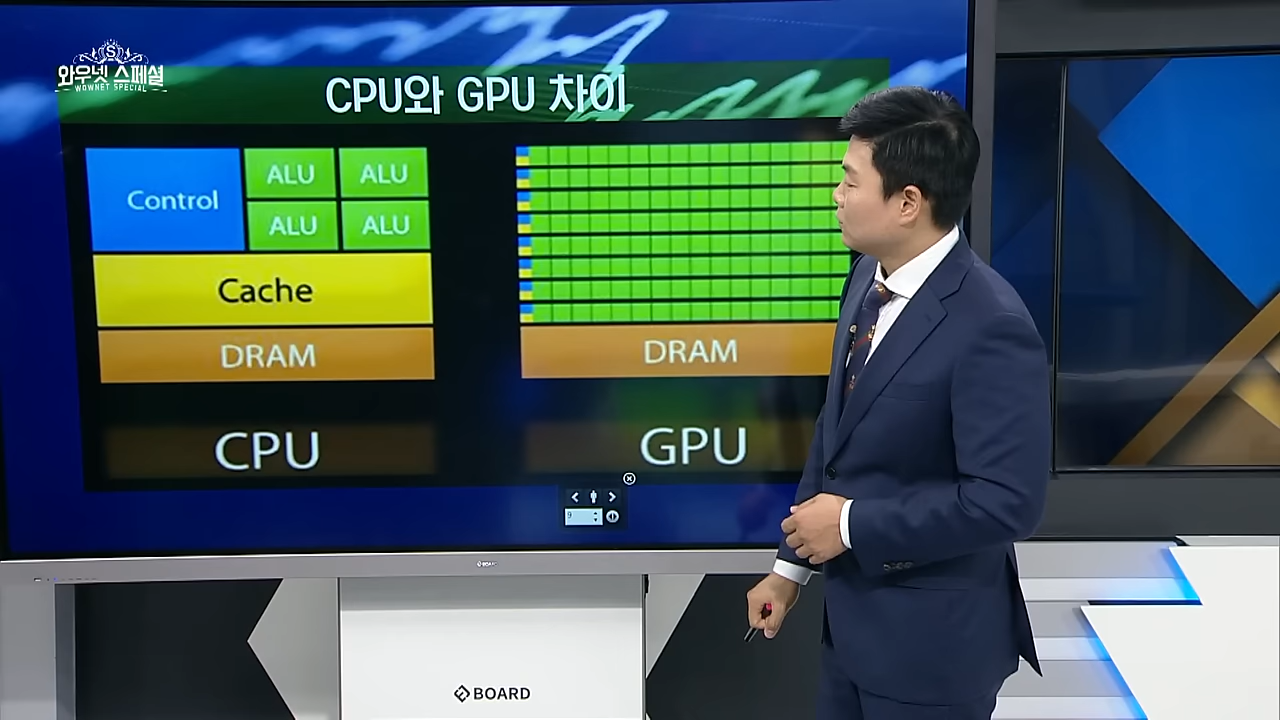 와우넷 스페셜
WOWNET SPECIAL
CPU와 GPU 차이
Control
ALU
ALU
ALU
ALU
Cache
DRAM
CPU
DRAM
GPU
9
BOARD